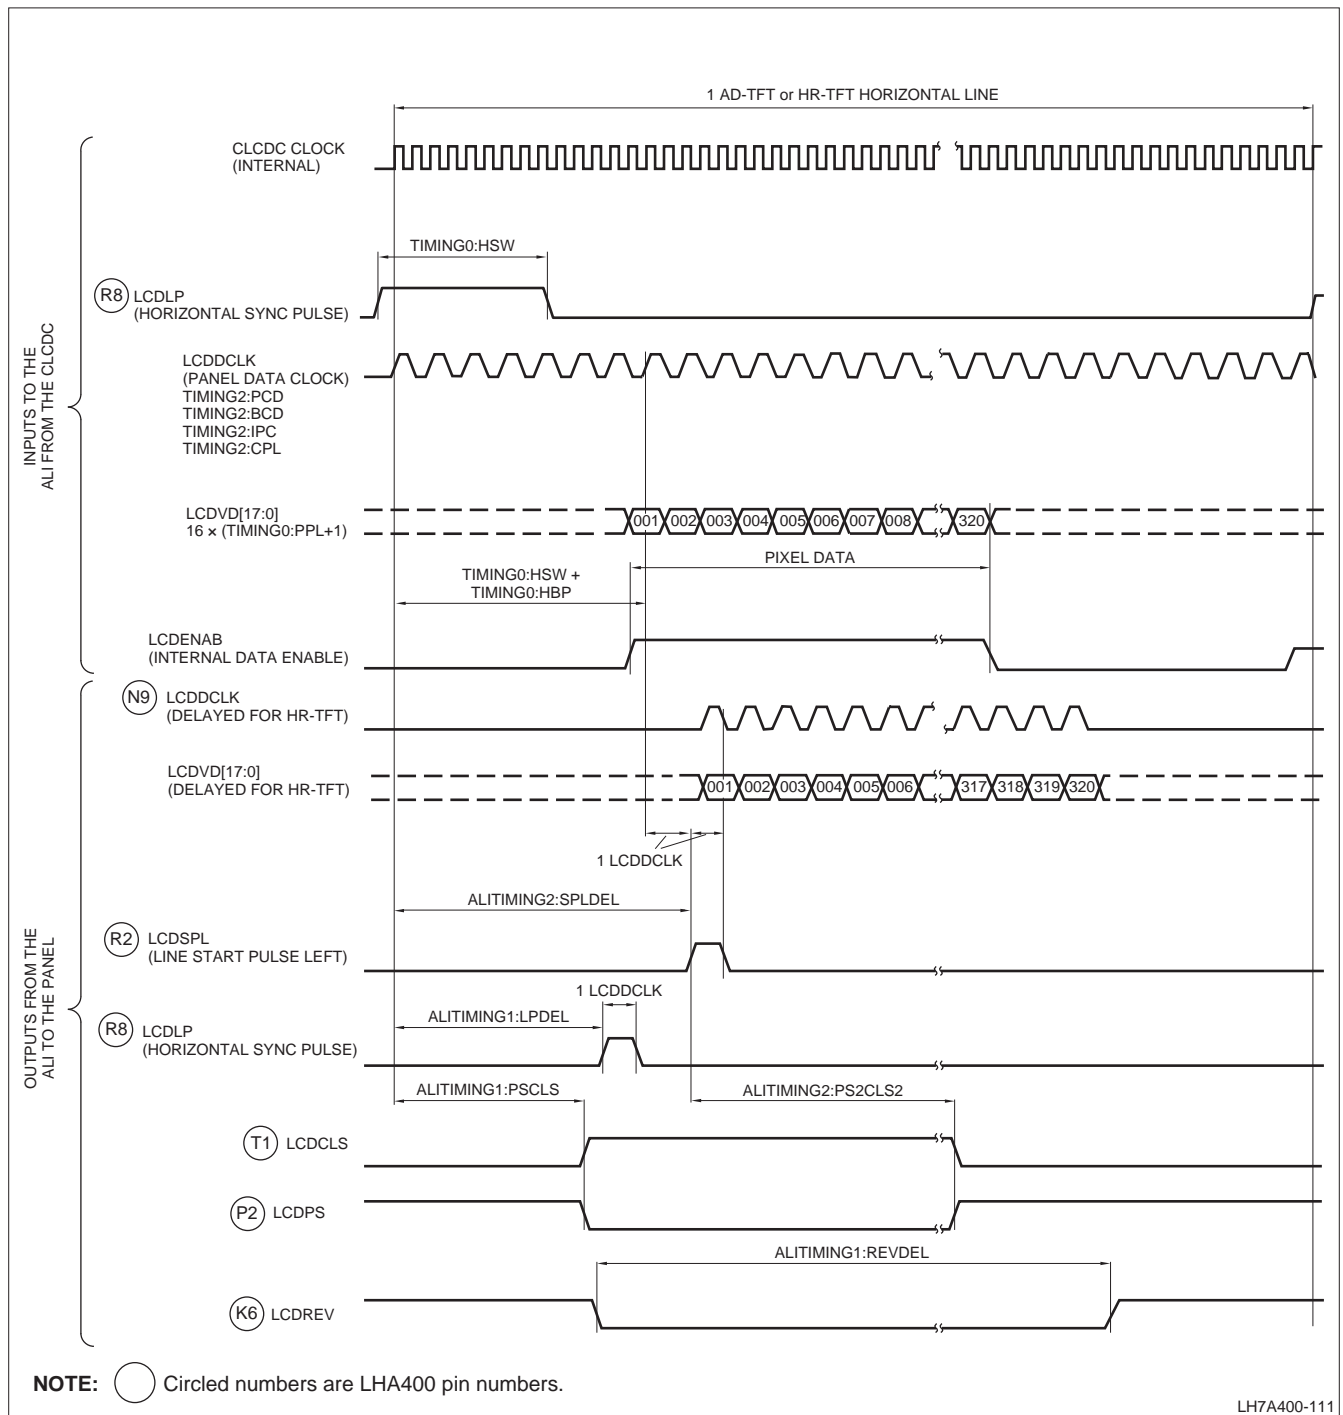 1 AD-TFT or HR-TFT HORIZONTAL LINE
CLCDC CLOCK
(INTERNAL)
TIMING0:HSW
R8 LCDLP
(HORIZONTAL SYNC PULSE)
INPUTS TO THE
ALI FROM THE CLCDC
LCDDCLK
(PANEL DATA CLOCK)
TIMING2:PCD
TIMING2:BCD
TIMING2:IPC
TIMING2:CPL
LCDVD[17:0]
16 × (TIMING0:PPL+1)
001 002 003 004 005 006 007 008 320
PIXEL DATA
TIMING0:HSW +
TIMING0:HBP
LCDENAB
(INTERNAL DATA ENABLE)
N9 LCDDCLK
(DELAYED FOR HR-TFT)
LCDVD[17:0]
(DELAYED FOR HR-TFT)
001 002 003 004 005 006 317 318 319 320
1 LCDDCLK
ALITIMING2:SPLDEL
OUTPUTS FROM THE
ALI TO THE PANEL
R2 LCDSPL
(LINE START PULSE LEFT)
1 LCDDCLK
ALITIMING1:LPDEL
R8 LCDLP
(HORIZONTAL SYNC PULSE)
ALITIMING1:PSCLS
ALITIMING2:PS2CLS2
T1 LCDCLS
P2 LCDPS
ALITIMING1:REVDEL
K6 LCDREV
NOTE: Circled numbers are LHA400 pin numbers.
LH7A400-111